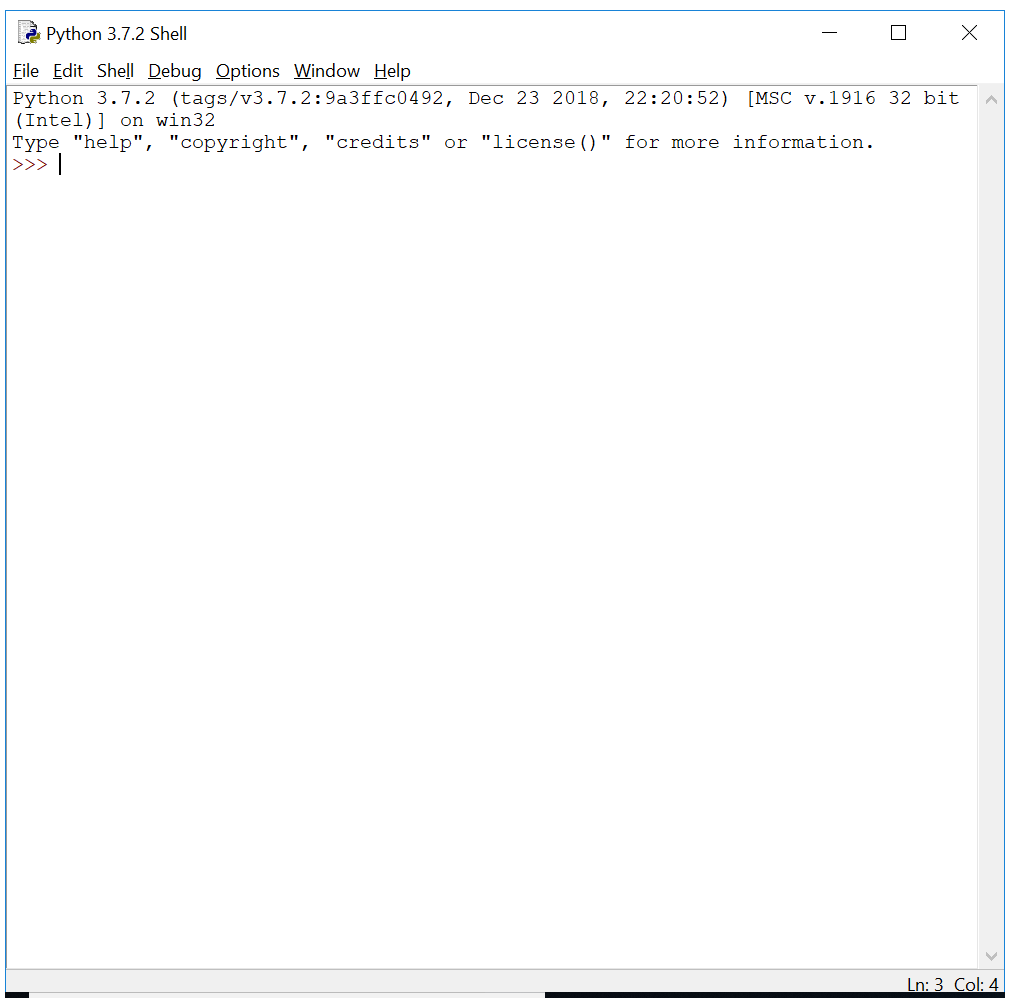 Python 3.7.2 Shell
File Edit Shell Debug Options Window Help
Python 3.7.2 (tags/v3.7.2:9a3ffc0492, Dec 23 2018, 22:20:52) [MSC v.1916 32 bit
(Intel)] on win32
Type "help", "copyright", "credits" or "license()" for more information.
>>>
Ln: 3 Col: 4